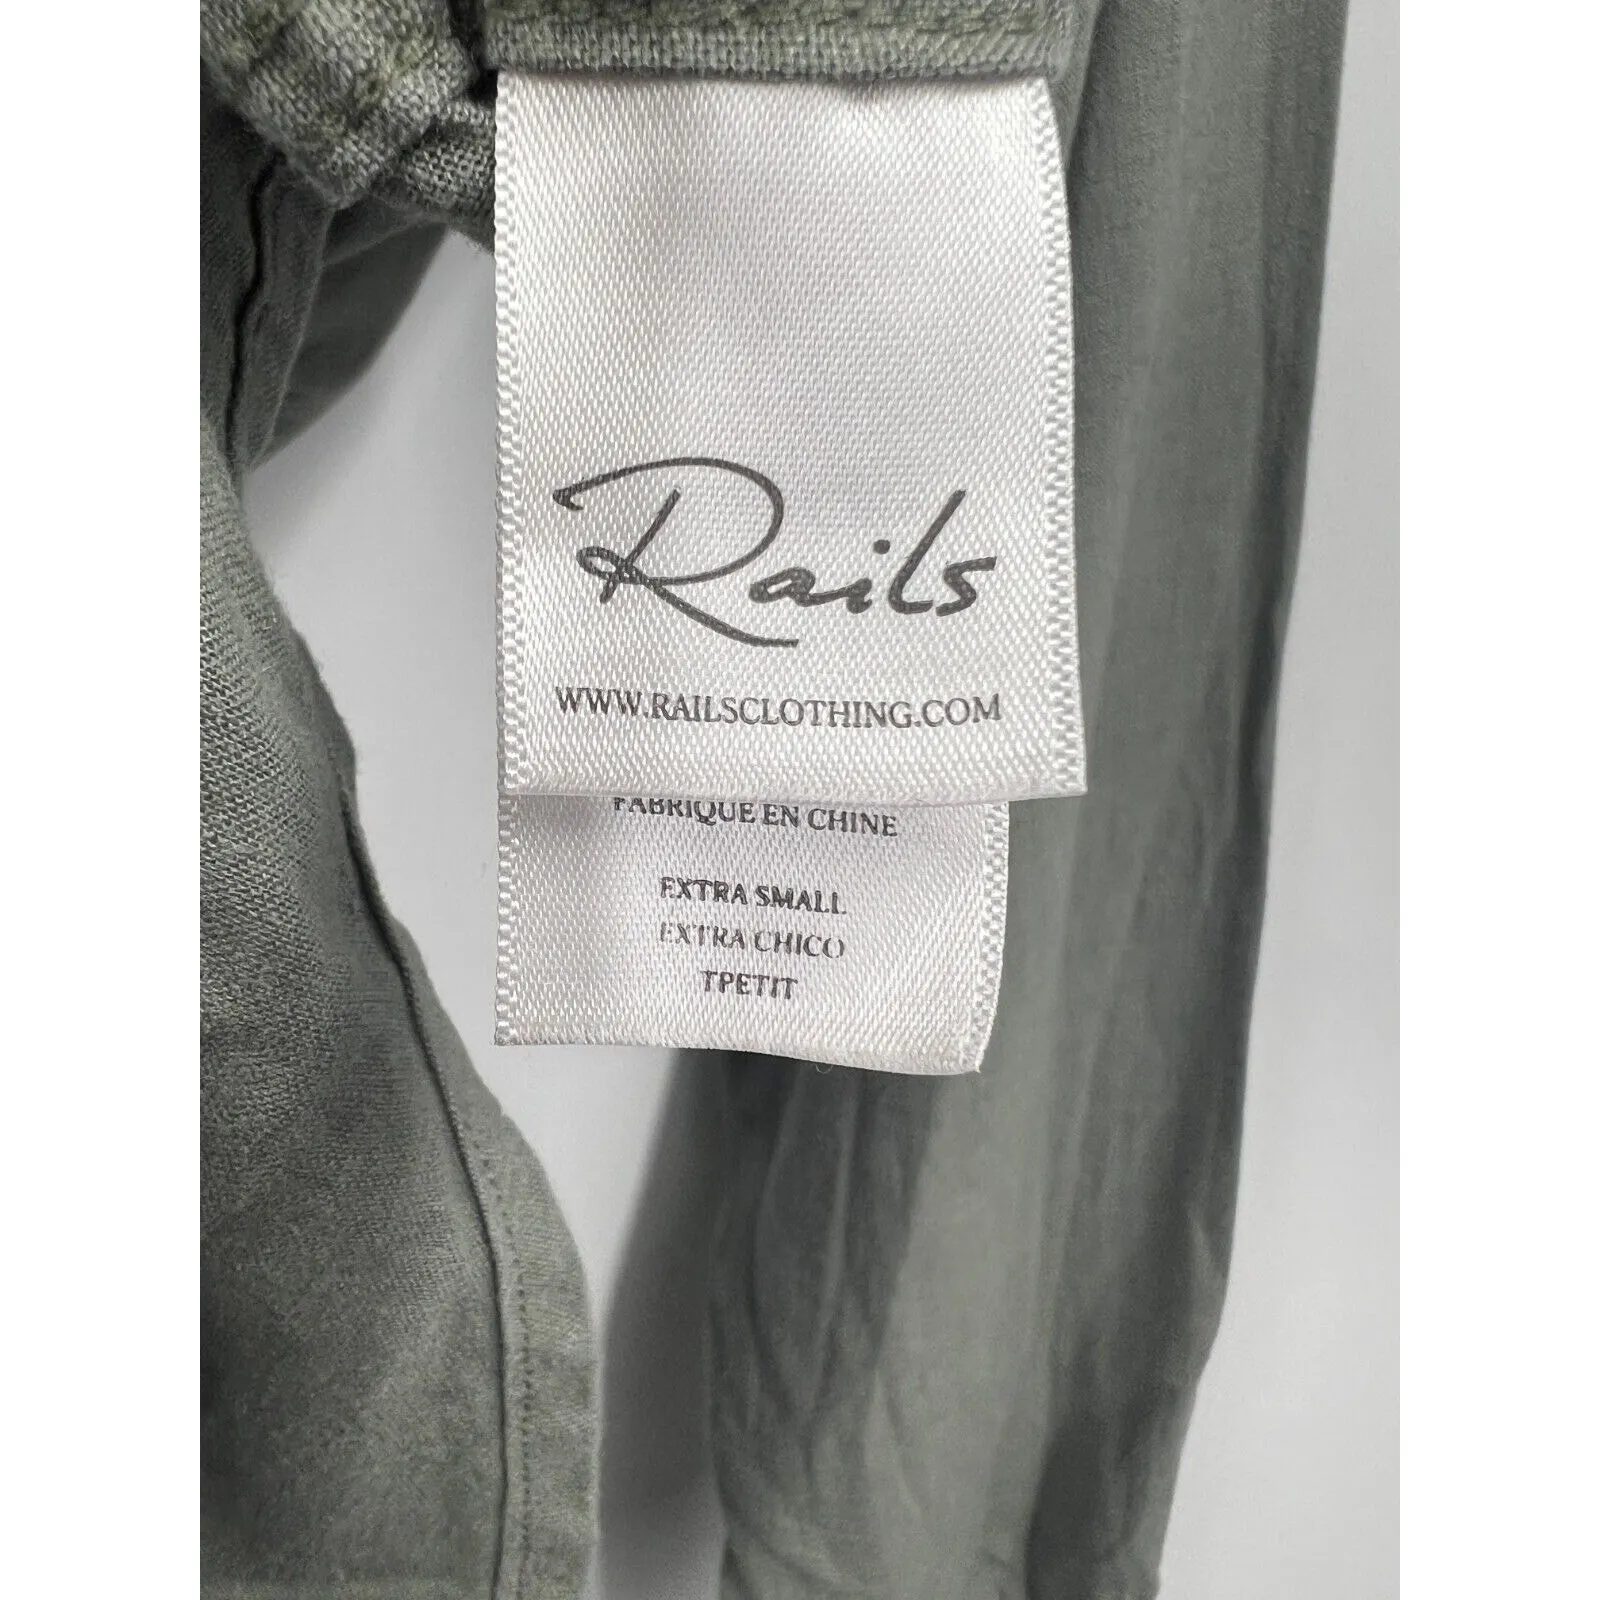 Rails
WWW.RAILSCLOTHING.COM
FABRIQUE EN CHINE
EXTRA SMALL
EXTRA CHICO
TPETIT